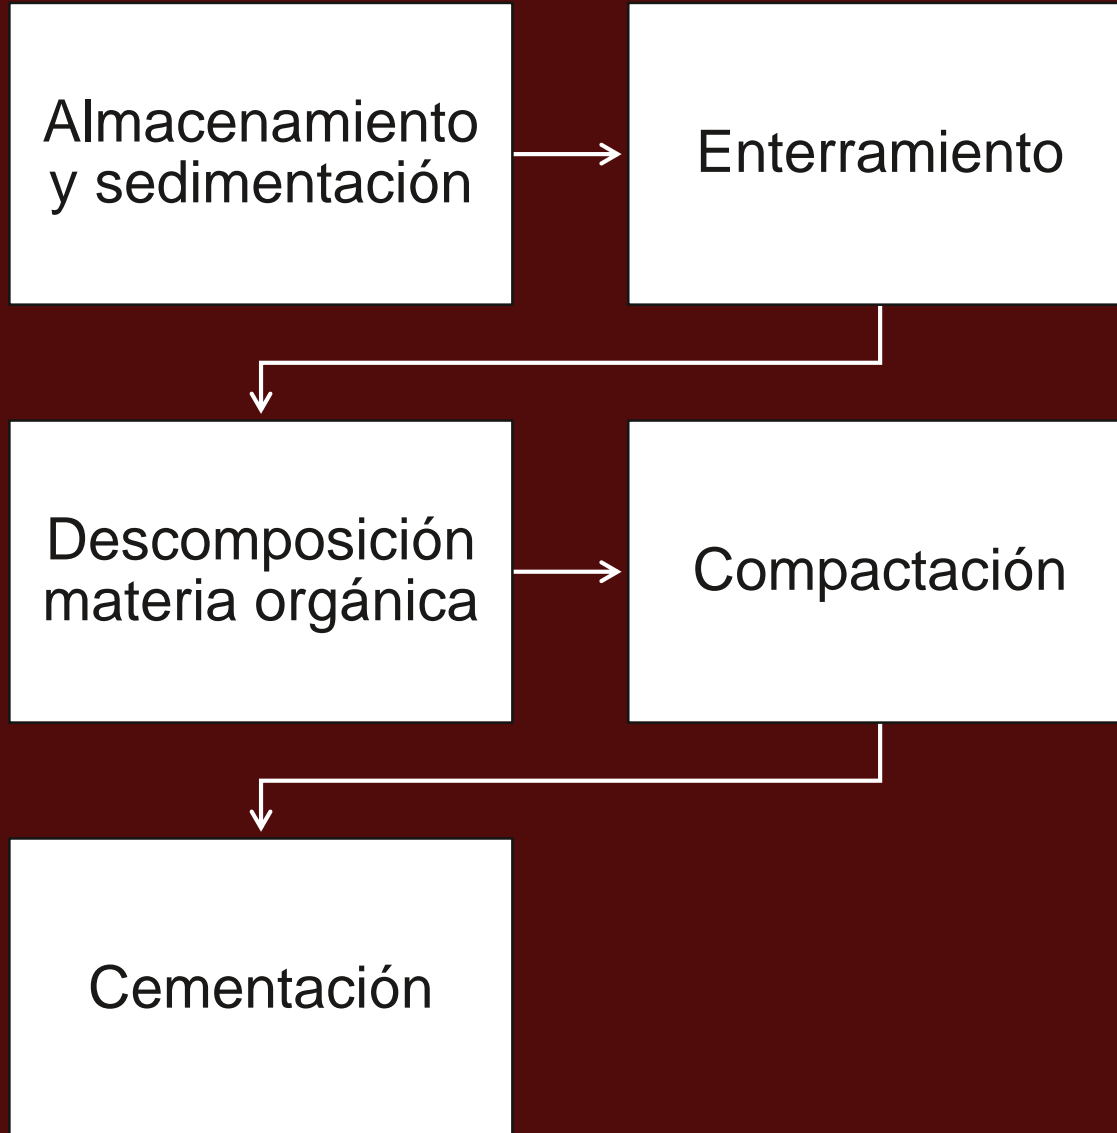 Almacenamiento
y sedimentación
Enterramiento
Descomposición
materia orgánica
Compactación
Cementación